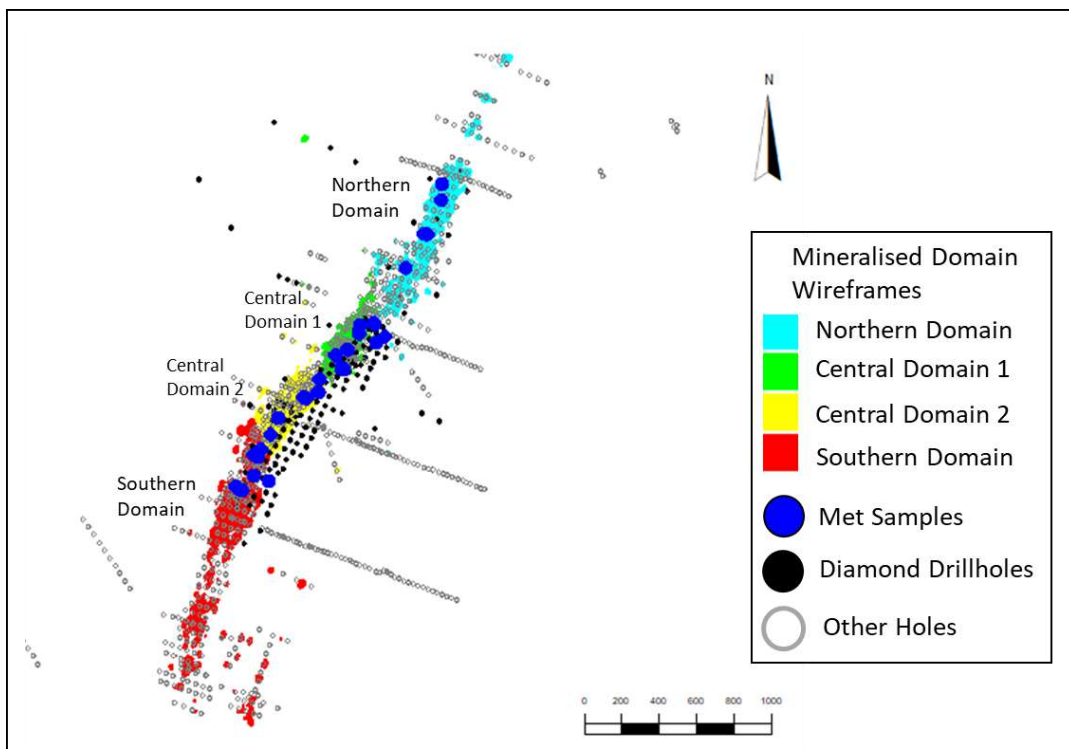 N
Northern
Domain
Central
Domain 1
Central
Domain 2
Southern
Domain
Mineralised Domain
Wireframes
Northern Domain
Central Domain 1
Central Domain 2
Southern Domain
Met Samples
Diamond Drillholes
Other Holes
0 200 400 600 800 1000